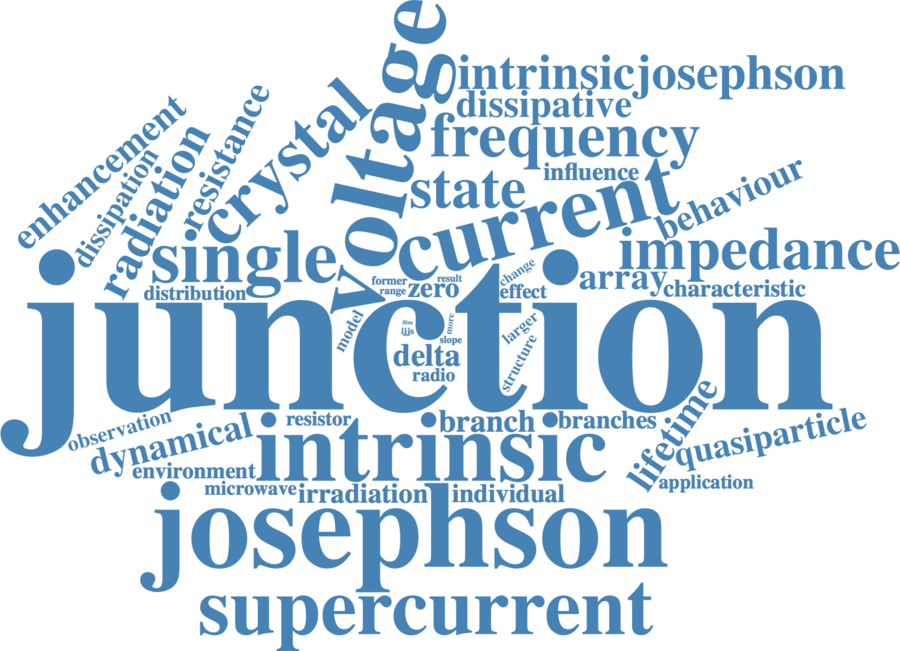 voltage
intrinsicjosephson
dissipative
frequency
enhancement
dissipation
radiation
resistance
crystal
influence
state
current
behaviour
single
impedance
distribution
former
result
range
zero
change
effect
array
characteristic
junction
model
film
ijjs
more
slope
larger
delta
structure
radio
observation
dynamical
resistor
branch
branches
lifetime
quasiparticle
environment
intrinsic
microwave
irradiation
individual
application
josephson
supercurrent